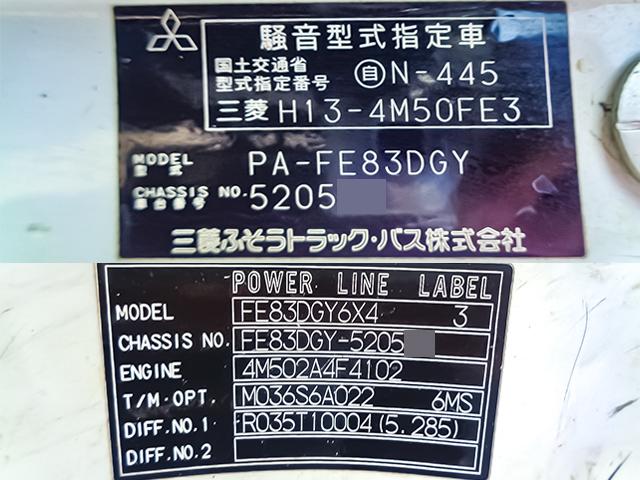 騒音型式指定車
国土交通省
型式指定番号 自N-445
三菱 H13-4M50FE3
MODEL
型式 PA-FE83DGY
CHASSIS NO.
車台番号 5205
三菱ふそうトラック・バス株式会社
POWER LINE LABEL
MODEL FE83DGY6X4 3
CHASSIS NO. FE83DGY-5205
ENGINE 4M502A4F4102
T/M·OPT. M036S6A022 6MS
DIFF.NO.1 R035T10004(5.285)
DIFF.NO.2